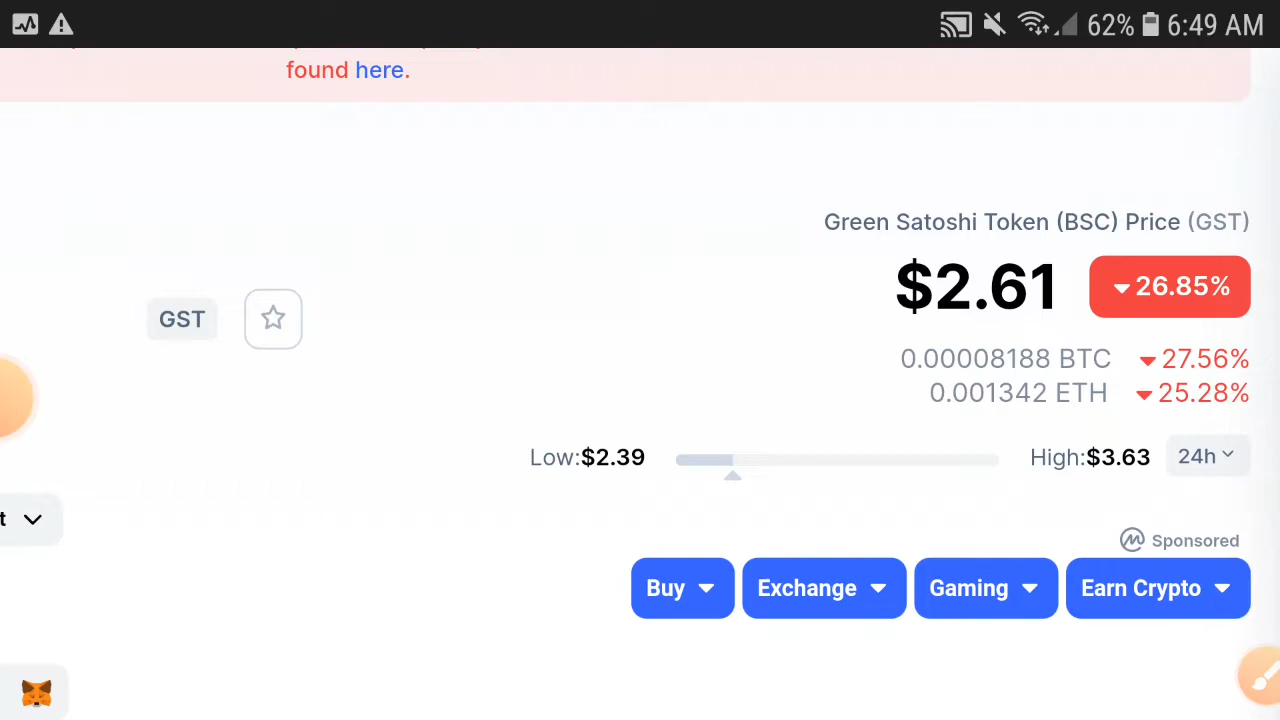 62% 6:49 AM
found here.
Green Satoshi Token (BSC) Price (GST)
$2.61 26.85%
GST
0.00008188 BTC 27.56%
0.001342 ETH 25.28%
Low:$2.39 High:$3.63 24h
t
Sponsored
Buy Exchange Gaming Earn Crypto